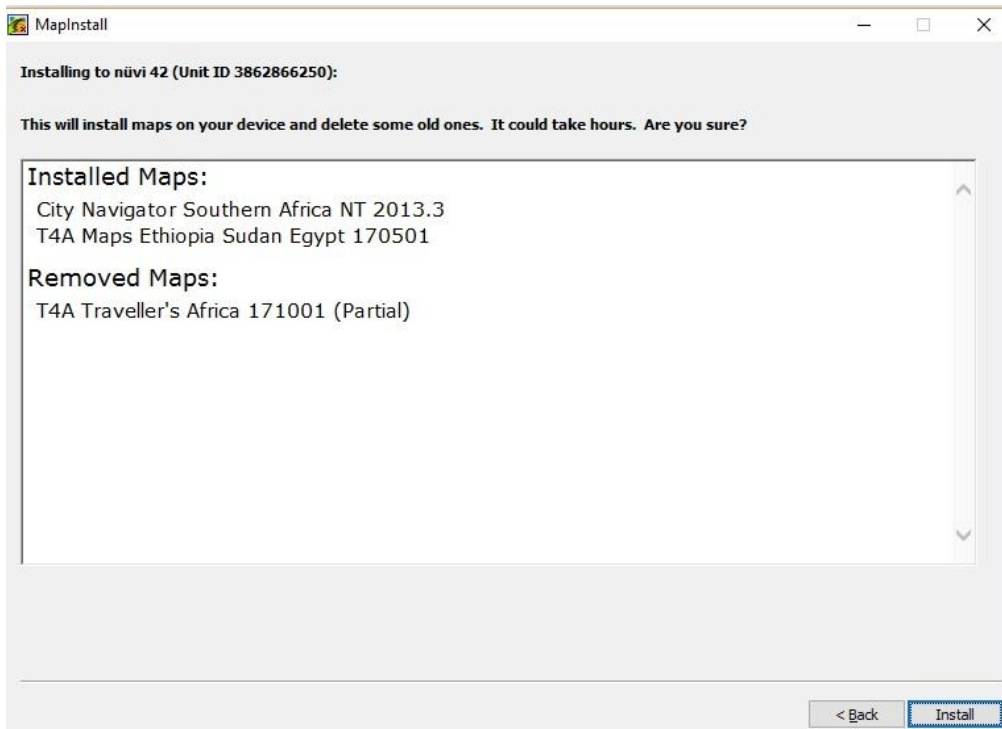 MapInstall
Installing to nüvi 42 (Unit ID 3862866250):
This will install maps on your device and delete some old ones. It could take hours. Are you sure?
Installed Maps:
City Navigator Southern Africa NT 2013.3
T4A Maps Ethiopia Sudan Egypt 170501
Removed Maps:
T4A Traveller's Africa 171001 (Partial)
< Back Install